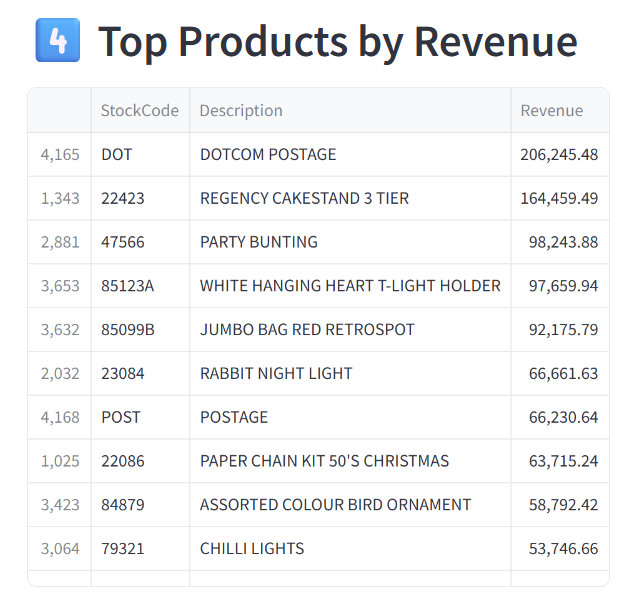 4 Top Products by Revenue
StockCode Description Revenue
4,165 DOT DOTCOM POSTAGE 206,245.48
1,343 22423 REGENCY CAKESTAND 3 TIER 164,459.49
2,881 47566 PARTY BUNTING 98,243.88
3,653 85123A WHITE HANGING HEART T-LIGHT HOLDER 97,659.94
3,632 85099B JUMBO BAG RED RETROSPOT 92,175.79
2,032 23084 RABBIT NIGHT LIGHT 66,661.63
4,168 POST POSTAGE 66,230.64
1,025 22086 PAPER CHAIN KIT 50'S CHRISTMAS 63,715.24
3,423 84879 ASSORTED COLOUR BIRD ORNAMENT 58,792.42
3,064 79321 CHILLI LIGHTS 53,746.66